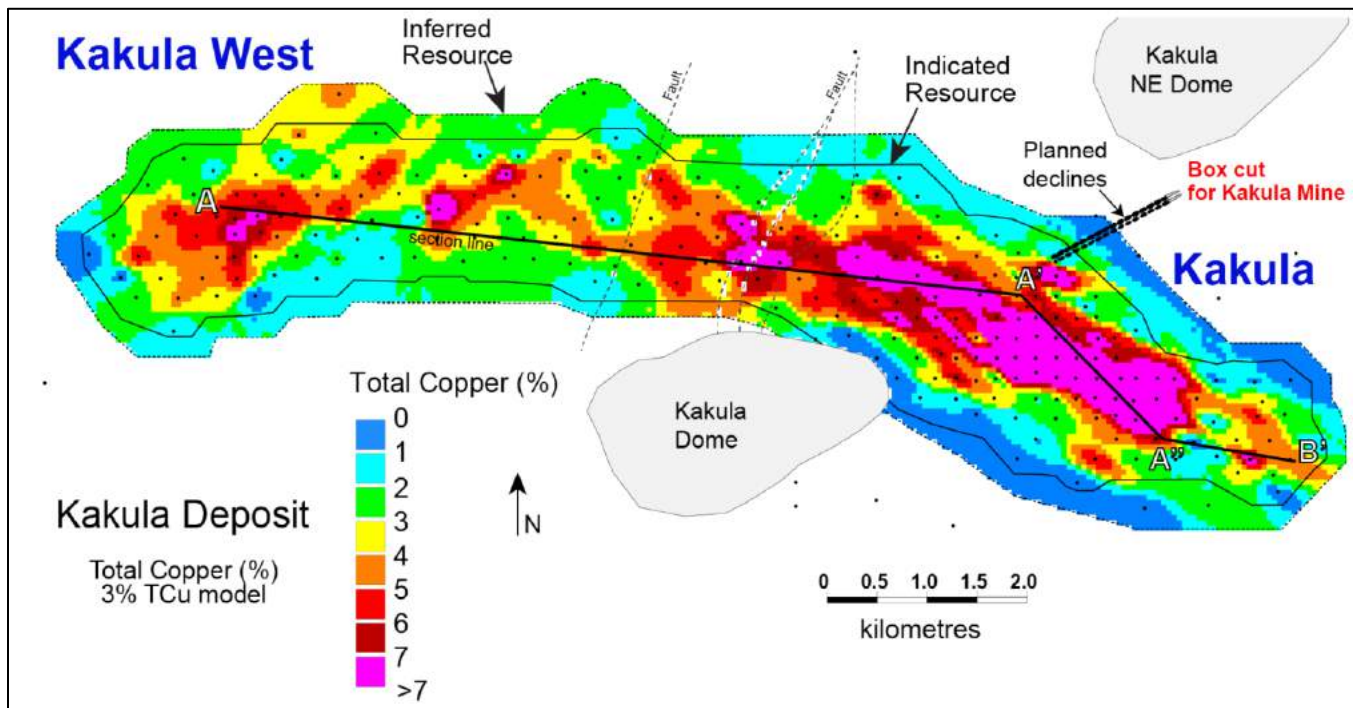 Kakula West
Inferred
Resource
Fault
Fault
Indicated
Resource
Kakula
NE Dome
Planned
declines
Box cut
for Kakula Mine
A
section line
A'
Kakula
Total Copper (%)
0
1
2
3
4
5
6
7
>7
Kakula
Dome
A''
B'
N
Kakula Deposit
Total Copper (%)
3% TCu model
0 0.5 1.0 1.5 2.0
kilometres